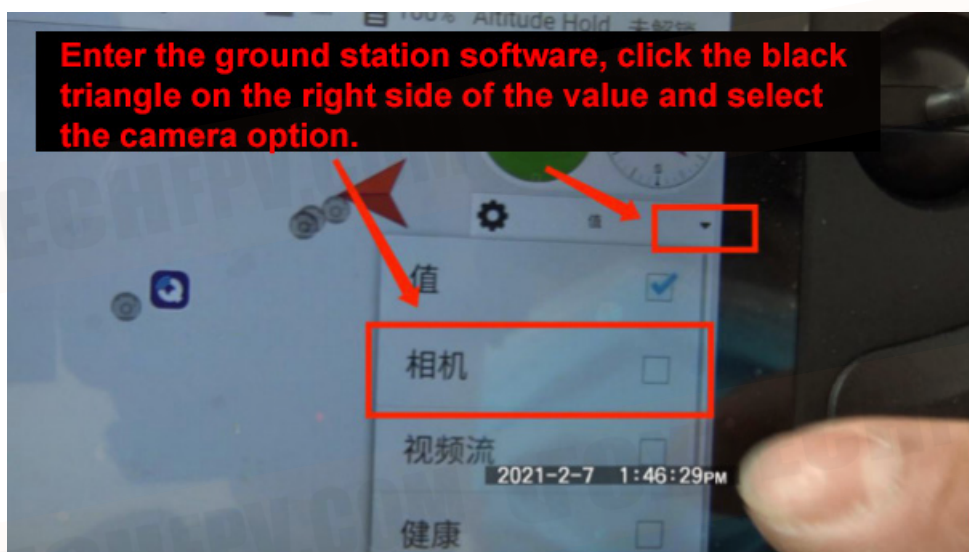 100% Altitude Hold 未解锁
Enter the ground station software, click the black
triangle on the right side of the value and select
the camera option.
值
值
相机
视频流
2021-2-7 1:46:29PM
健康